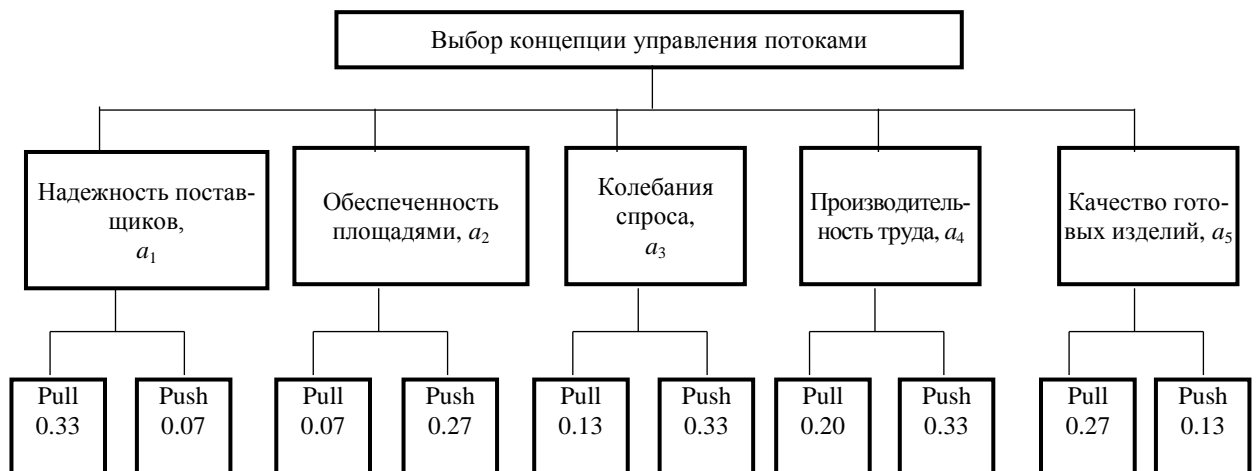 Выбор концепции управления потоками
Надежность постав-
щиков,
a₁
Обеспеченность
площадями, a₂
Колебания
спроса,
a₃
Производитель-
ность труда, a₄
Качество гото-
вых изделий, a₅
Pull
0.33
Push
0.07
Pull
0.07
Push
0.27
Pull
0.13
Push
0.33
Pull
0.20
Push
0.33
Pull
0.27
Push
0.13